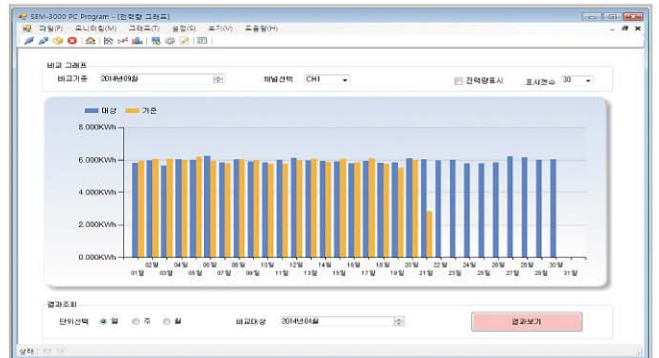 SEM-3000 PC Program - [전력량 그래프]
파일(F) 모니터링(M) 그래프(T) 설정(S) 보기(V) 도움말(H)
비교 그래프
비교기준 2014년09월 채널선택 CH1 전력량표시 표시갯수 30
대상 기준
8.000KWh
6.000KWh
4.000KWh
2.000KWh
0.000KWh
02일 04일 06일 08일 10일 12일 14일 16일 18일 20일 22일 24일 26일 28일 30일
01일 03일 05일 07일 09일 11일 13일 15일 17일 19일 21일 23일 25일 27일 29일 31일
결과조회
단위선택 일 주 월 비교대상 2014년04월 결과보기
상태